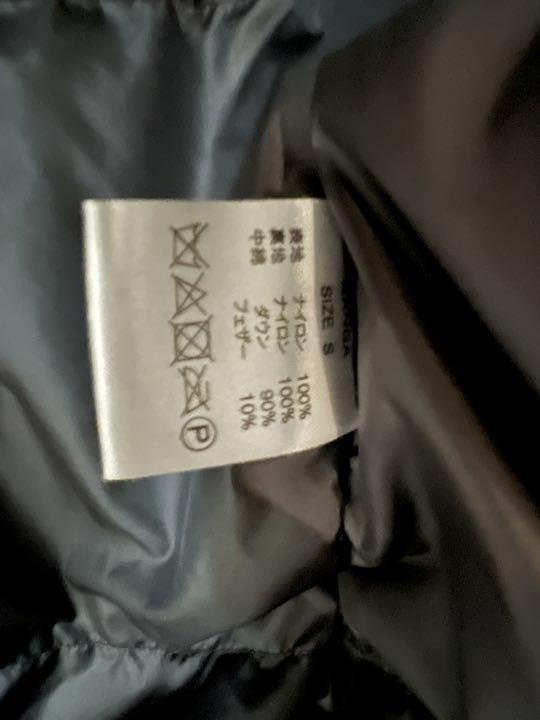 SIZE S
表地 ナイロン 100%
裏地 ナイロン 100%
中綿 ダウン 90%
フェザー 10%
P